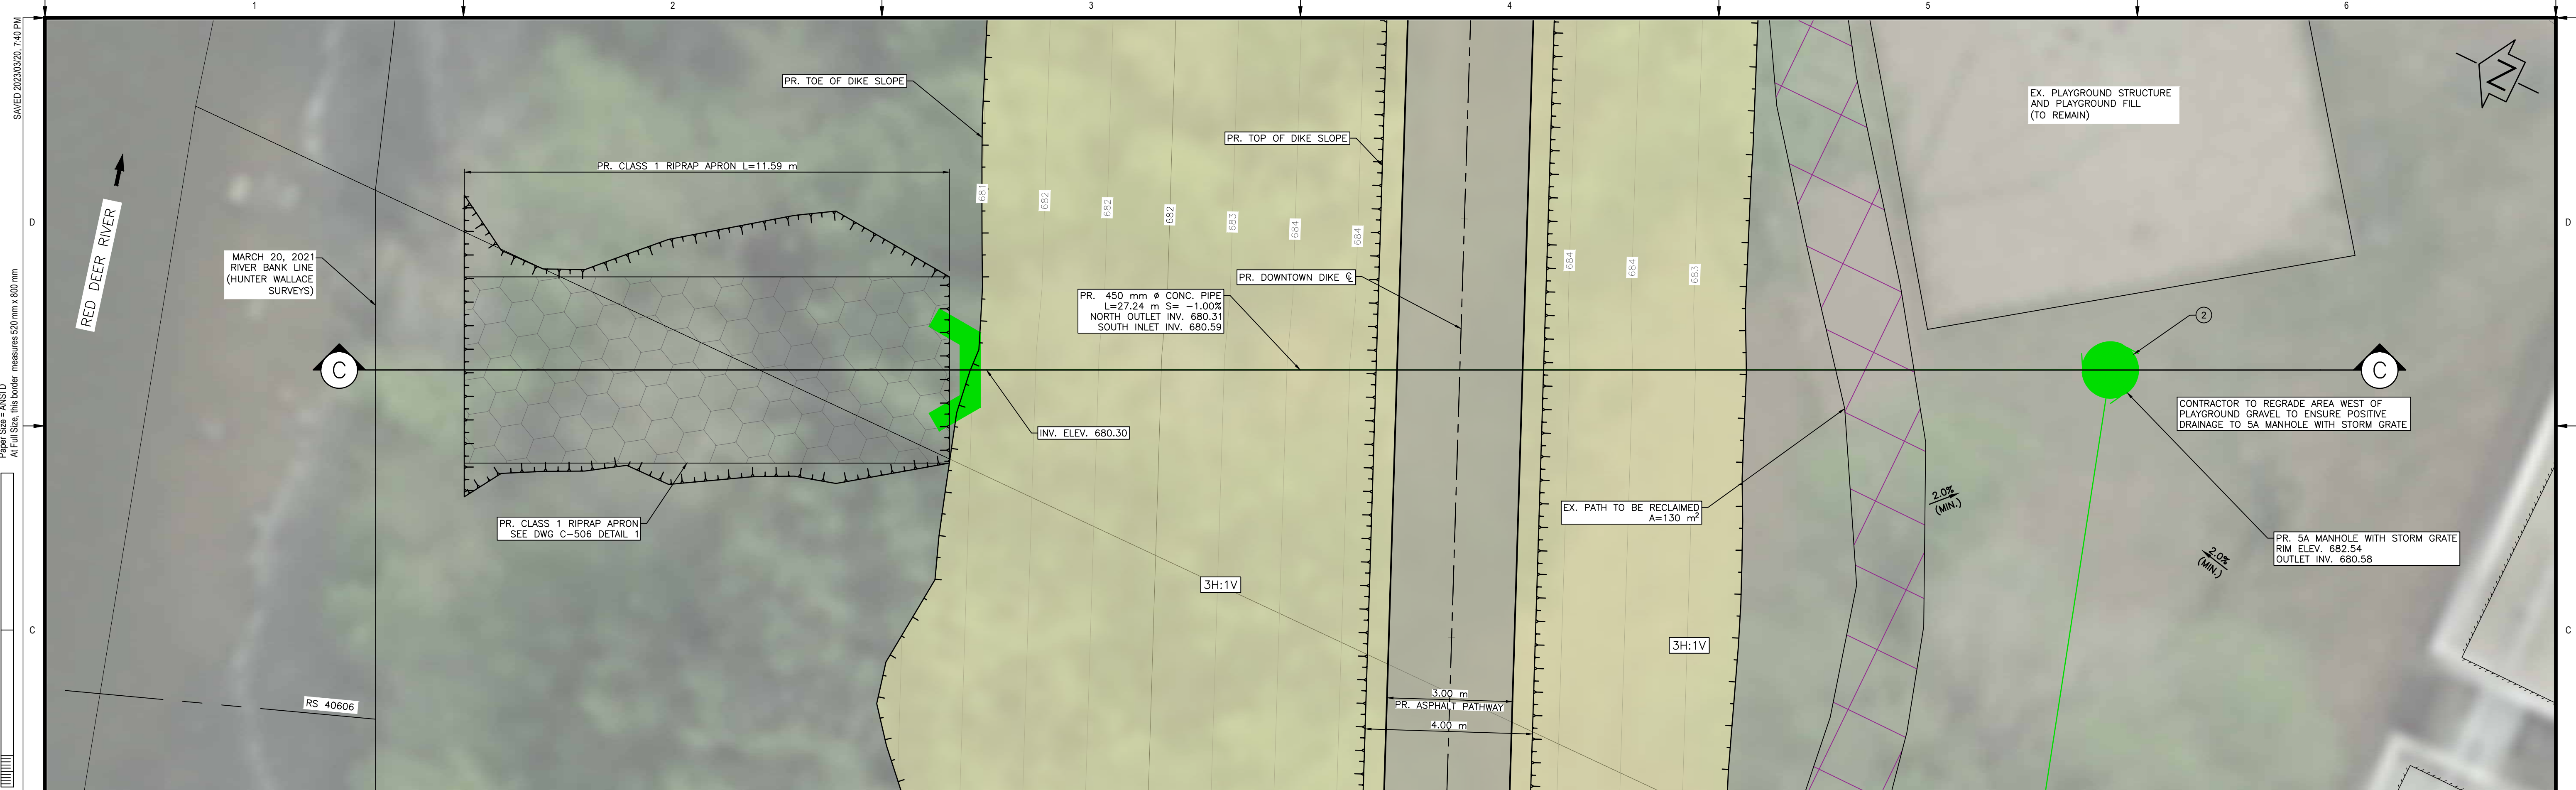 1
2
3
4
5
6
SAVED 2023/03/20, 7:40 PM
Paper Size = ANSI D
At Full Size, this border measures 520 mm x 800 mm
D
C
D
C
RED DEER RIVER
MARCH 20, 2021
RIVER BANK LINE
(HUNTER WALLACE
SURVEYS)
C
RS 40606
PR. CLASS 1 RIPRAP APRON L=11.59 m
PR. CLASS 1 RIPRAP APRON
SEE DWG C-506 DETAIL 1
PR. TOE OF DIKE SLOPE
681
682
682
682
683
684
684
PR. TOP OF DIKE SLOPE
PR. DOWNTOWN DIKE ℄
PR. 450 mm ø CONC. PIPE
L=27.24 m S= -1.00%
NORTH OUTLET INV. 680.31
SOUTH INLET INV. 680.59
INV. ELEV. 680.30
3H:1V
3.00 m
PR. ASPHALT PATHWAY
4.00 m
684
684
683
3H:1V
EX. PATH TO BE RECLAIMED
A=130 m²
EX. PLAYGROUND STRUCTURE
AND PLAYGROUND FILL
(TO REMAIN)
N
2
C
CONTRACTOR TO REGRADE AREA WEST OF
PLAYGROUND GRAVEL TO ENSURE POSITIVE
DRAINAGE TO 5A MANHOLE WITH STORM GRATE
2.0%
(MIN.)
2.0%
(MIN.)
PR. 5A MANHOLE WITH STORM GRATE
RIM ELEV. 682.54
OUTLET INV. 680.58